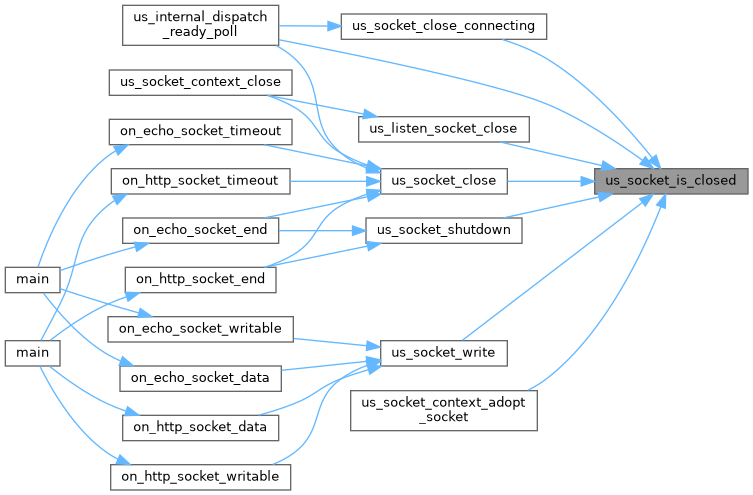 us_internal_dispatch
_ready_poll
us_socket_close_connecting
us_socket_context_close
us_listen_socket_close
on_echo_socket_timeout
on_http_socket_timeout
us_socket_close
us_socket_is_closed
on_echo_socket_end
us_socket_shutdown
main
on_http_socket_end
on_echo_socket_writable
main
us_socket_write
on_echo_socket_data
us_socket_context_adopt
_socket
on_http_socket_data
on_http_socket_writable